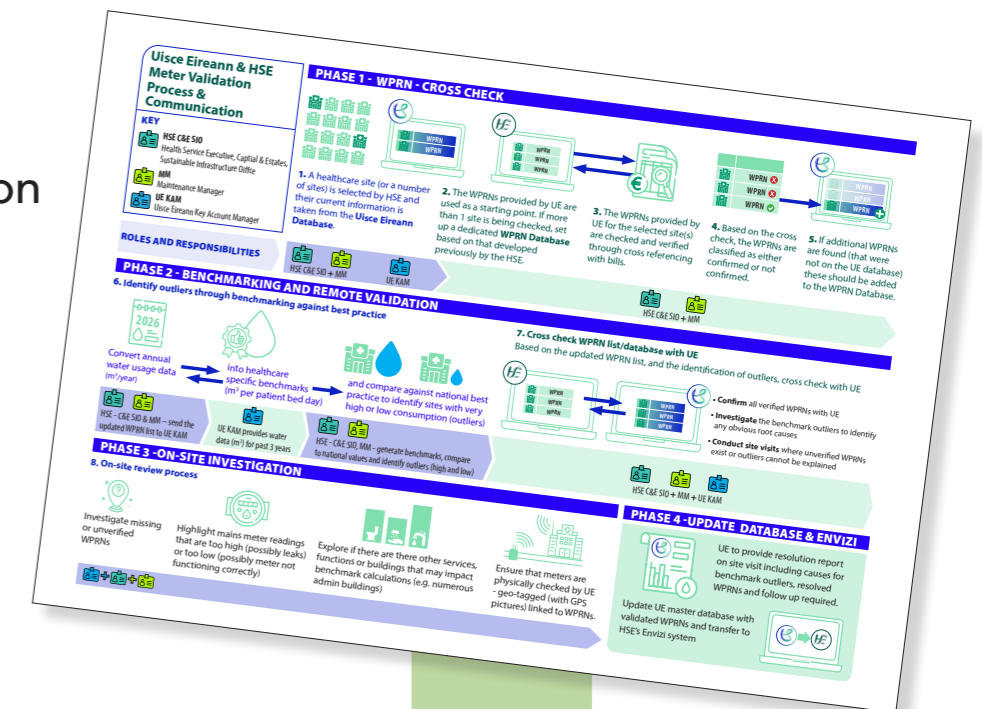 on
Uisce Eireann & HSE
Meter Validation
Process &
Communication
KEY
HSE C&E SIO
Health Service Executive, Captial & Estates,
Sustainable Infrastructure Office
MM
Maintenance Manager
UE KAM
Uisce Eireann Key Account Manager
ROLES AND RESPONSIBILITIES
PHASE 1 - WPRN - CROSS CHECK
WPRN
WPRN
1. A healthcare site (or a number
of sites) is selected by HSE and
their current information is
taken from the Uisce Eireann
Database.
HSE C&E SIO + MM
UE KAM
WPRN
WPRN
WPRN
2. The WPRNs provided by UE are
used as a starting point. If more
than 1 site is being checked, set
up a dedicated WPRN Database
based on that developed
previously by the HSE.
€
3. The WPRNs provided by
UE for the selected site(s)
are checked and verified
through cross referencing
with bills.
WPRN
WPRN
WPRN
4. Based on the cross
check, the WPRNs are
classified as either
confirmed or not
confirmed.
WPRN
WPRN
WPRN
5. If additional WPRNs
are found (that were
not on the UE database)
these should be added
to the WPRN Database.
HSE C&E SIO + MM
PHASE 2 - BENCHMARKING AND REMOTE VALIDATION
6. Identify outliers through benchmarking against best practice
2026
Convert annual
water usage data
(m³/year)
into healthcare
specific benchmarks
(m³ per patient bed day)
and compare against national best
practice to identify sites with very
high or low consumption (outliers)
HSE - C&E SIO & MM – send the
updated WPRN list to UE KAM
UE KAM provides water
data (m³) for past 3 years
HSE - C&E SIO, MM - generate benchmarks, compare
to national values and identify outliers (high and low)
7. Cross check WPRN list/database with UE
Based on the updated WPRN list, and the identification of outliers, cross check with UE
WPRN
WPRN
WPRN
WPRN
WPRN
WPRN
• Confirm all verified WPRNs with UE
• Investigate the benchmark outliers to identify
any obvious root causes
• Conduct site visits where unverified WPRNs
exist or outliers cannot be explained
HSE C&E SIO + MM + UE KAM
PHASE 3 -ON-SITE INVESTIGATION
8. On-site review process
Investigate missing
or unverified
WPRNs
Highlight mains meter readings
that are too high (possibly leaks)
or too low (possibly meter not
functioning correctly)
Explore if there are there other services,
functions or buildings that may impact
benchmark calculations (e.g. numerous
admin buildings)
Ensure that meters are
physically checked by UE
- geo-tagged (with GPS
pictures) linked to WPRNs.
+ +
PHASE 4 -UPDATE DATABASE & ENVIZI
UE to provide resolution report
on site visit including causes for
benchmark outliers, resolved
WPRNs and follow up required.
Update UE master database with
validated WPRNs and transfer to
HSE's Envizi system